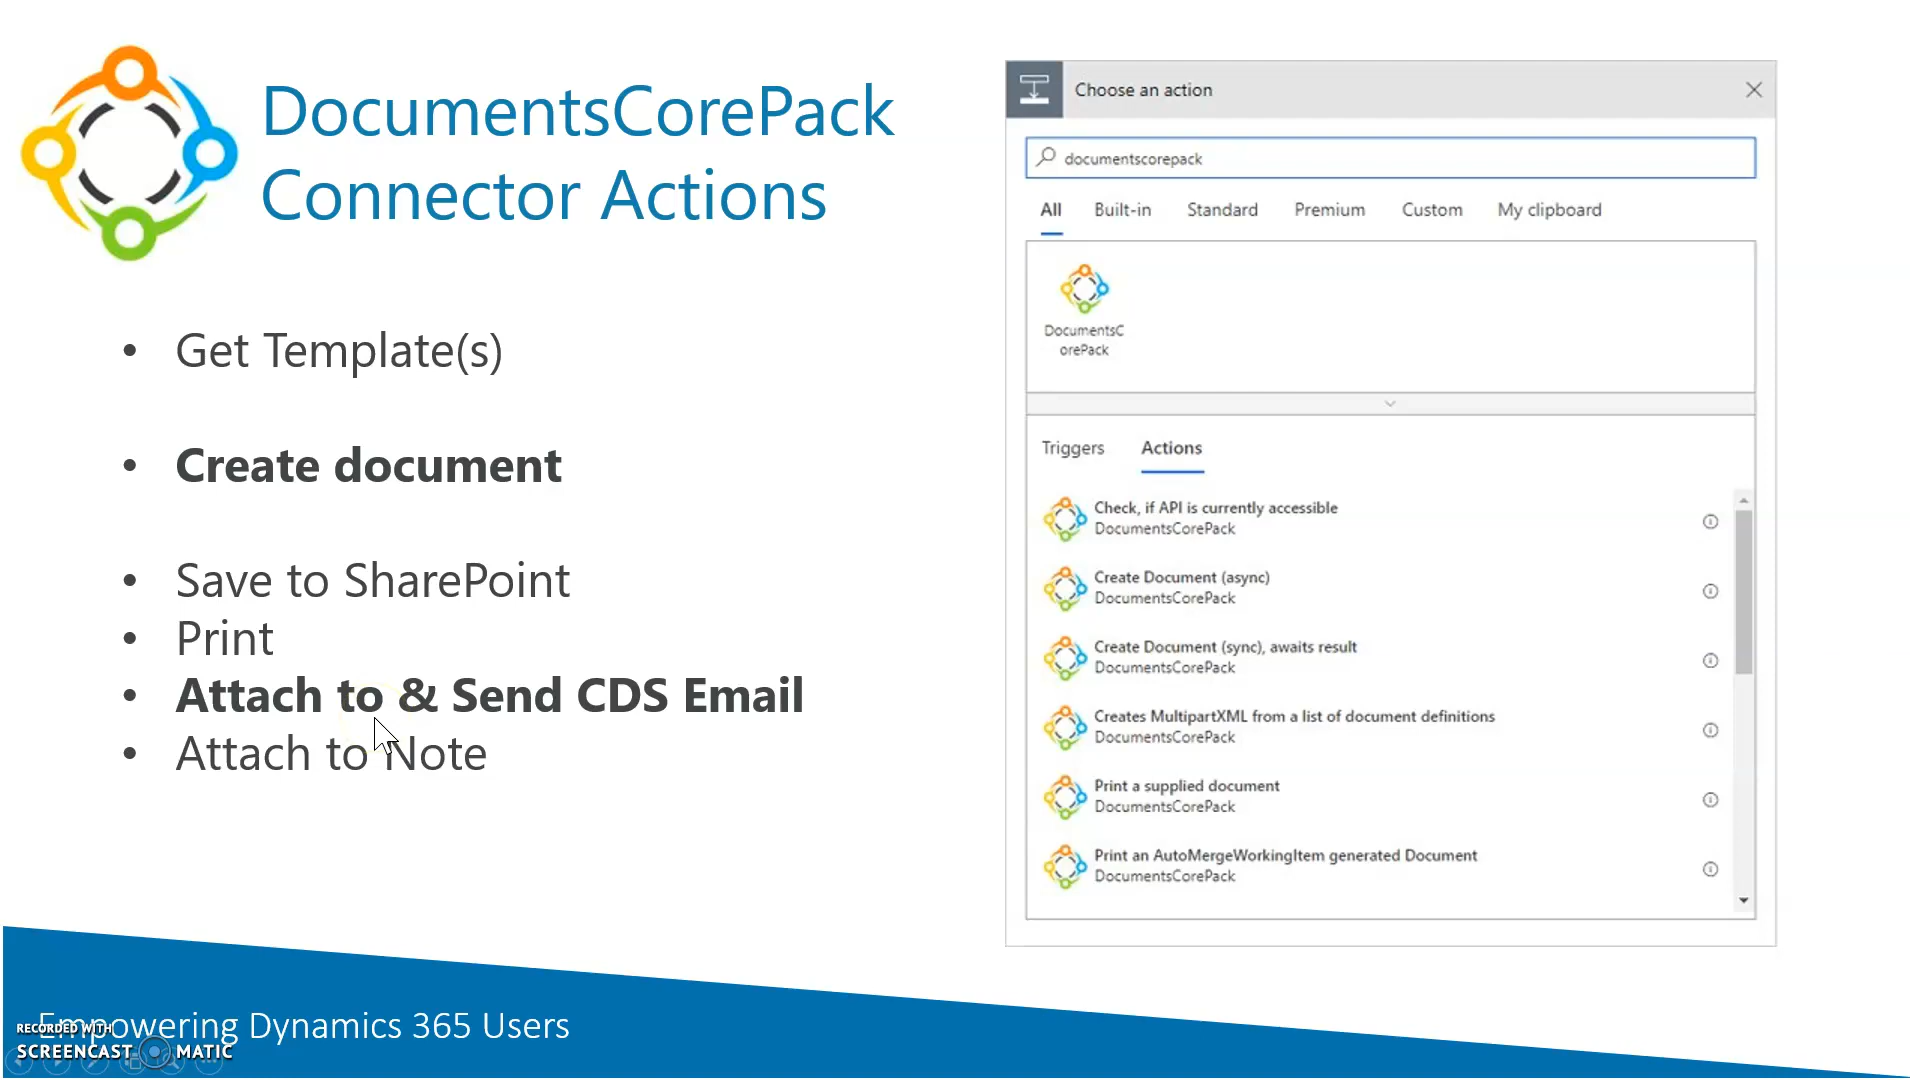 DocumentsCorePack
Connector Actions
• Get Template(s)
• Create document
• Save to SharePoint
• Print
• Attach to & Send CDS Email
• Attach to Note
Choose an action
documentscorepack
All Built-in Standard Premium Custom My clipboard
DocumentsC
orePack
Triggers Actions
Check, if API is currently accessible
DocumentsCorePack
Create Document (async)
DocumentsCorePack
Create Document (sync), awaits result
DocumentsCorePack
Creates MultipartXML from a list of document definitions
DocumentsCorePack
Print a supplied document
DocumentsCorePack
Print an AutoMergeWorkingItem generated Document
DocumentsCorePack
Empowering Dynamics 365 Users
RECORDED WITH
SCREENCAST MATIC